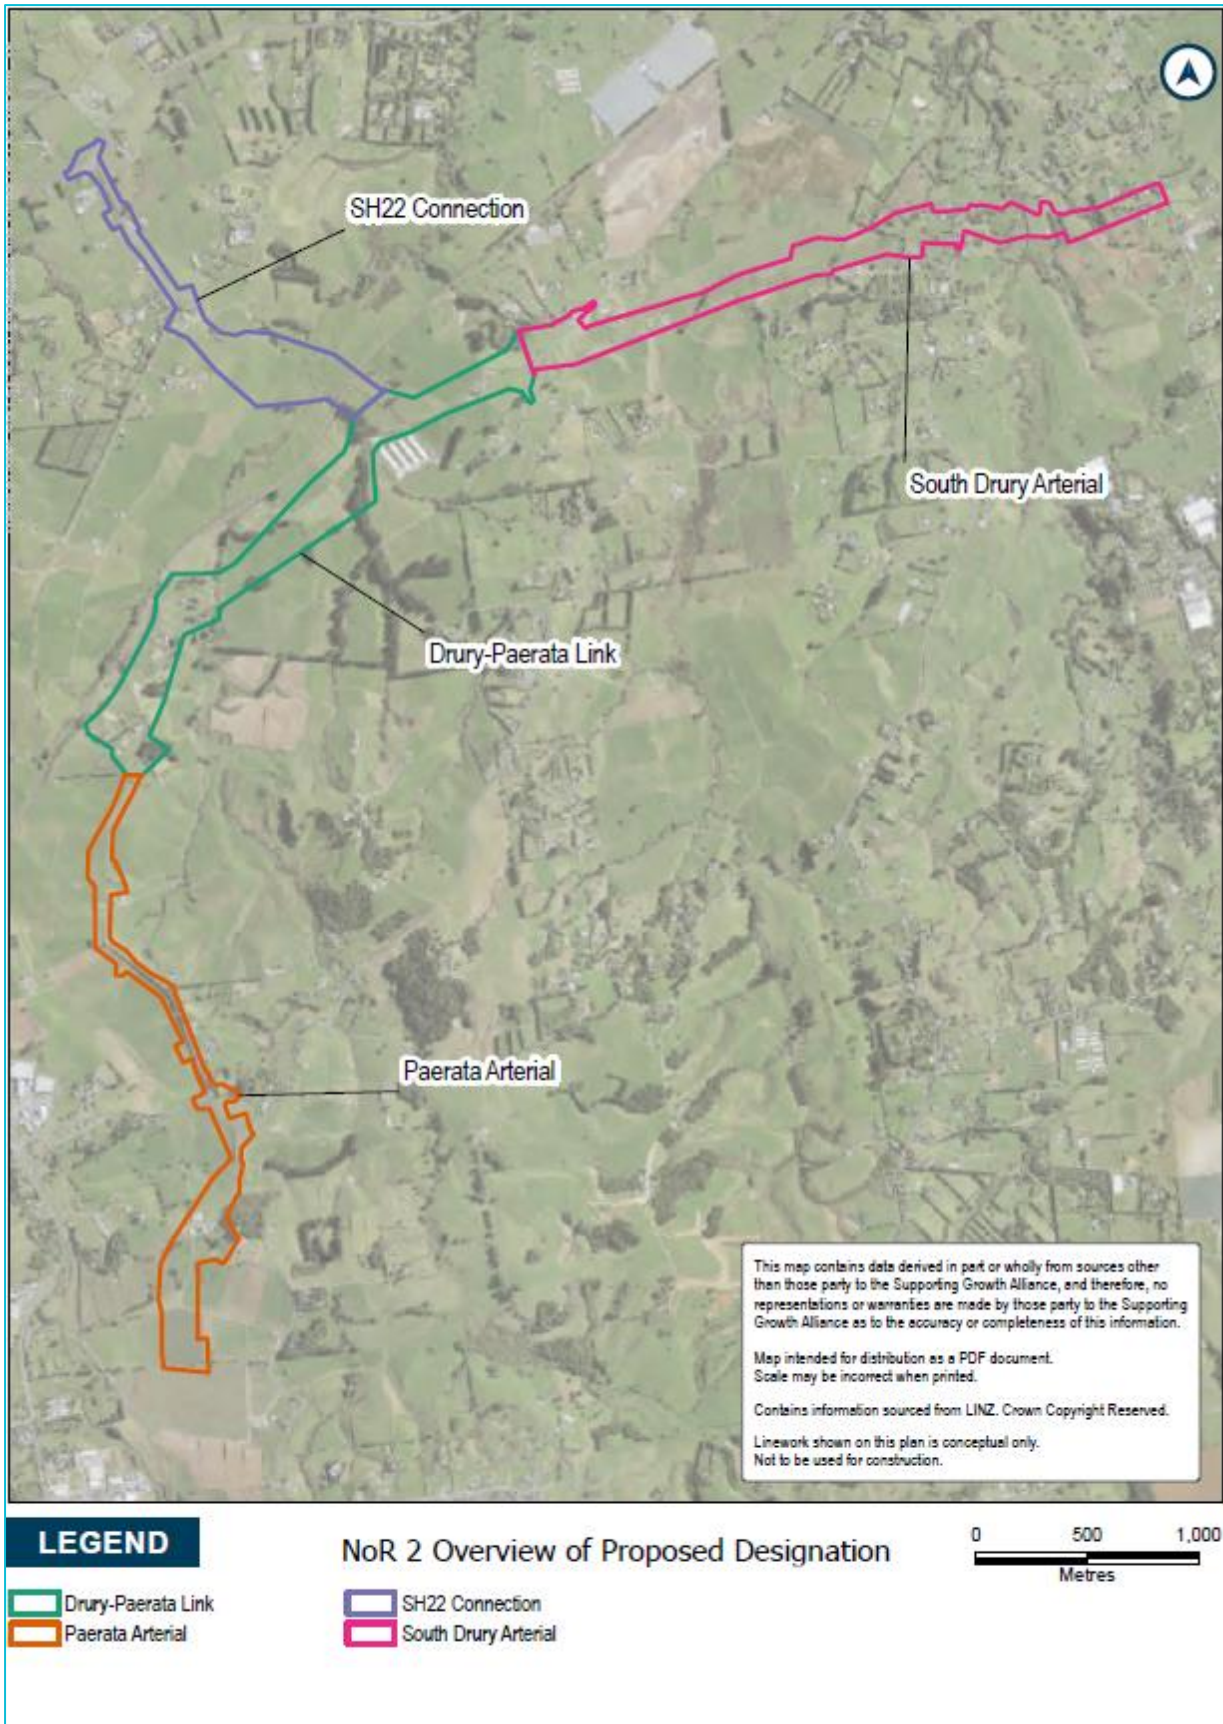 SH22 Connection
South Drury Arterial
Drury-Paerata Link
Paerata Arterial
This map contains data derived in part or wholly from sources other
than those party to the Supporting Growth Alliance, and therefore, no
representations or warranties are made by those party to the Supporting
Growth Alliance as to the accuracy or completeness of this information.
Map intended for distribution as a PDF document.
Scale may be incorrect when printed.
Contains information sourced from LINZ. Crown Copyright Reserved.
Linework shown on this plan is conceptual only.
Not to be used for construction.
LEGEND
NoR 2 Overview of Proposed Designation
0 500 1,000
Metres
Drury-Paerata Link
SH22 Connection
Paerata Arterial
South Drury Arterial